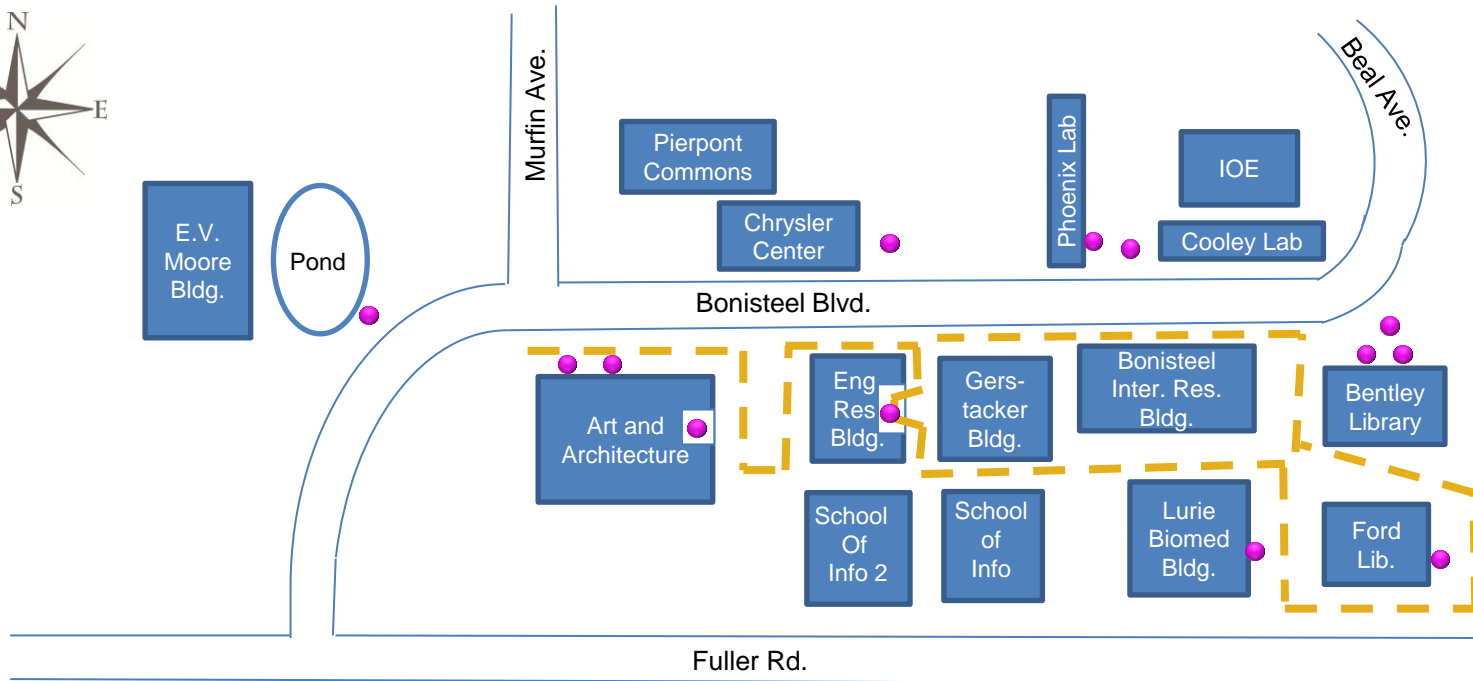 N
E
S
Murfin Ave.
Beal Ave.
Pierpont
Commons
Phoenix Lab
IOE
E.V.
Moore
Bldg.
Pond
Chrysler
Center
Cooley Lab
Bonisteel Blvd.
Art and
Architecture
Eng
Res
Bldg.
Gers-
tacker
Bldg.
Bonisteel
Inter. Res.
Bldg.
Bentley
Library
School
Of
Info 2
School
of
Info
Lurie
Biomed
Bldg.
Ford
Lib.
Fuller Rd.